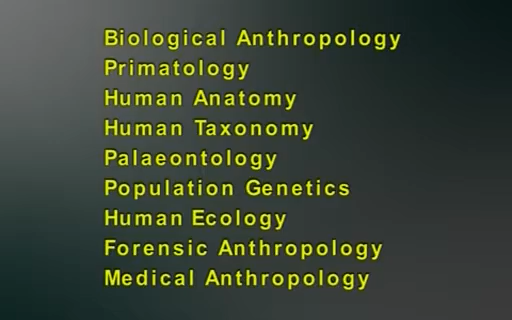 Biological Anthropology
Primatology
Human Anatomy
Human Taxonomy
Palaeontology
Population Genetics
Human Ecology
Forensic Anthropology
Medical Anthropology